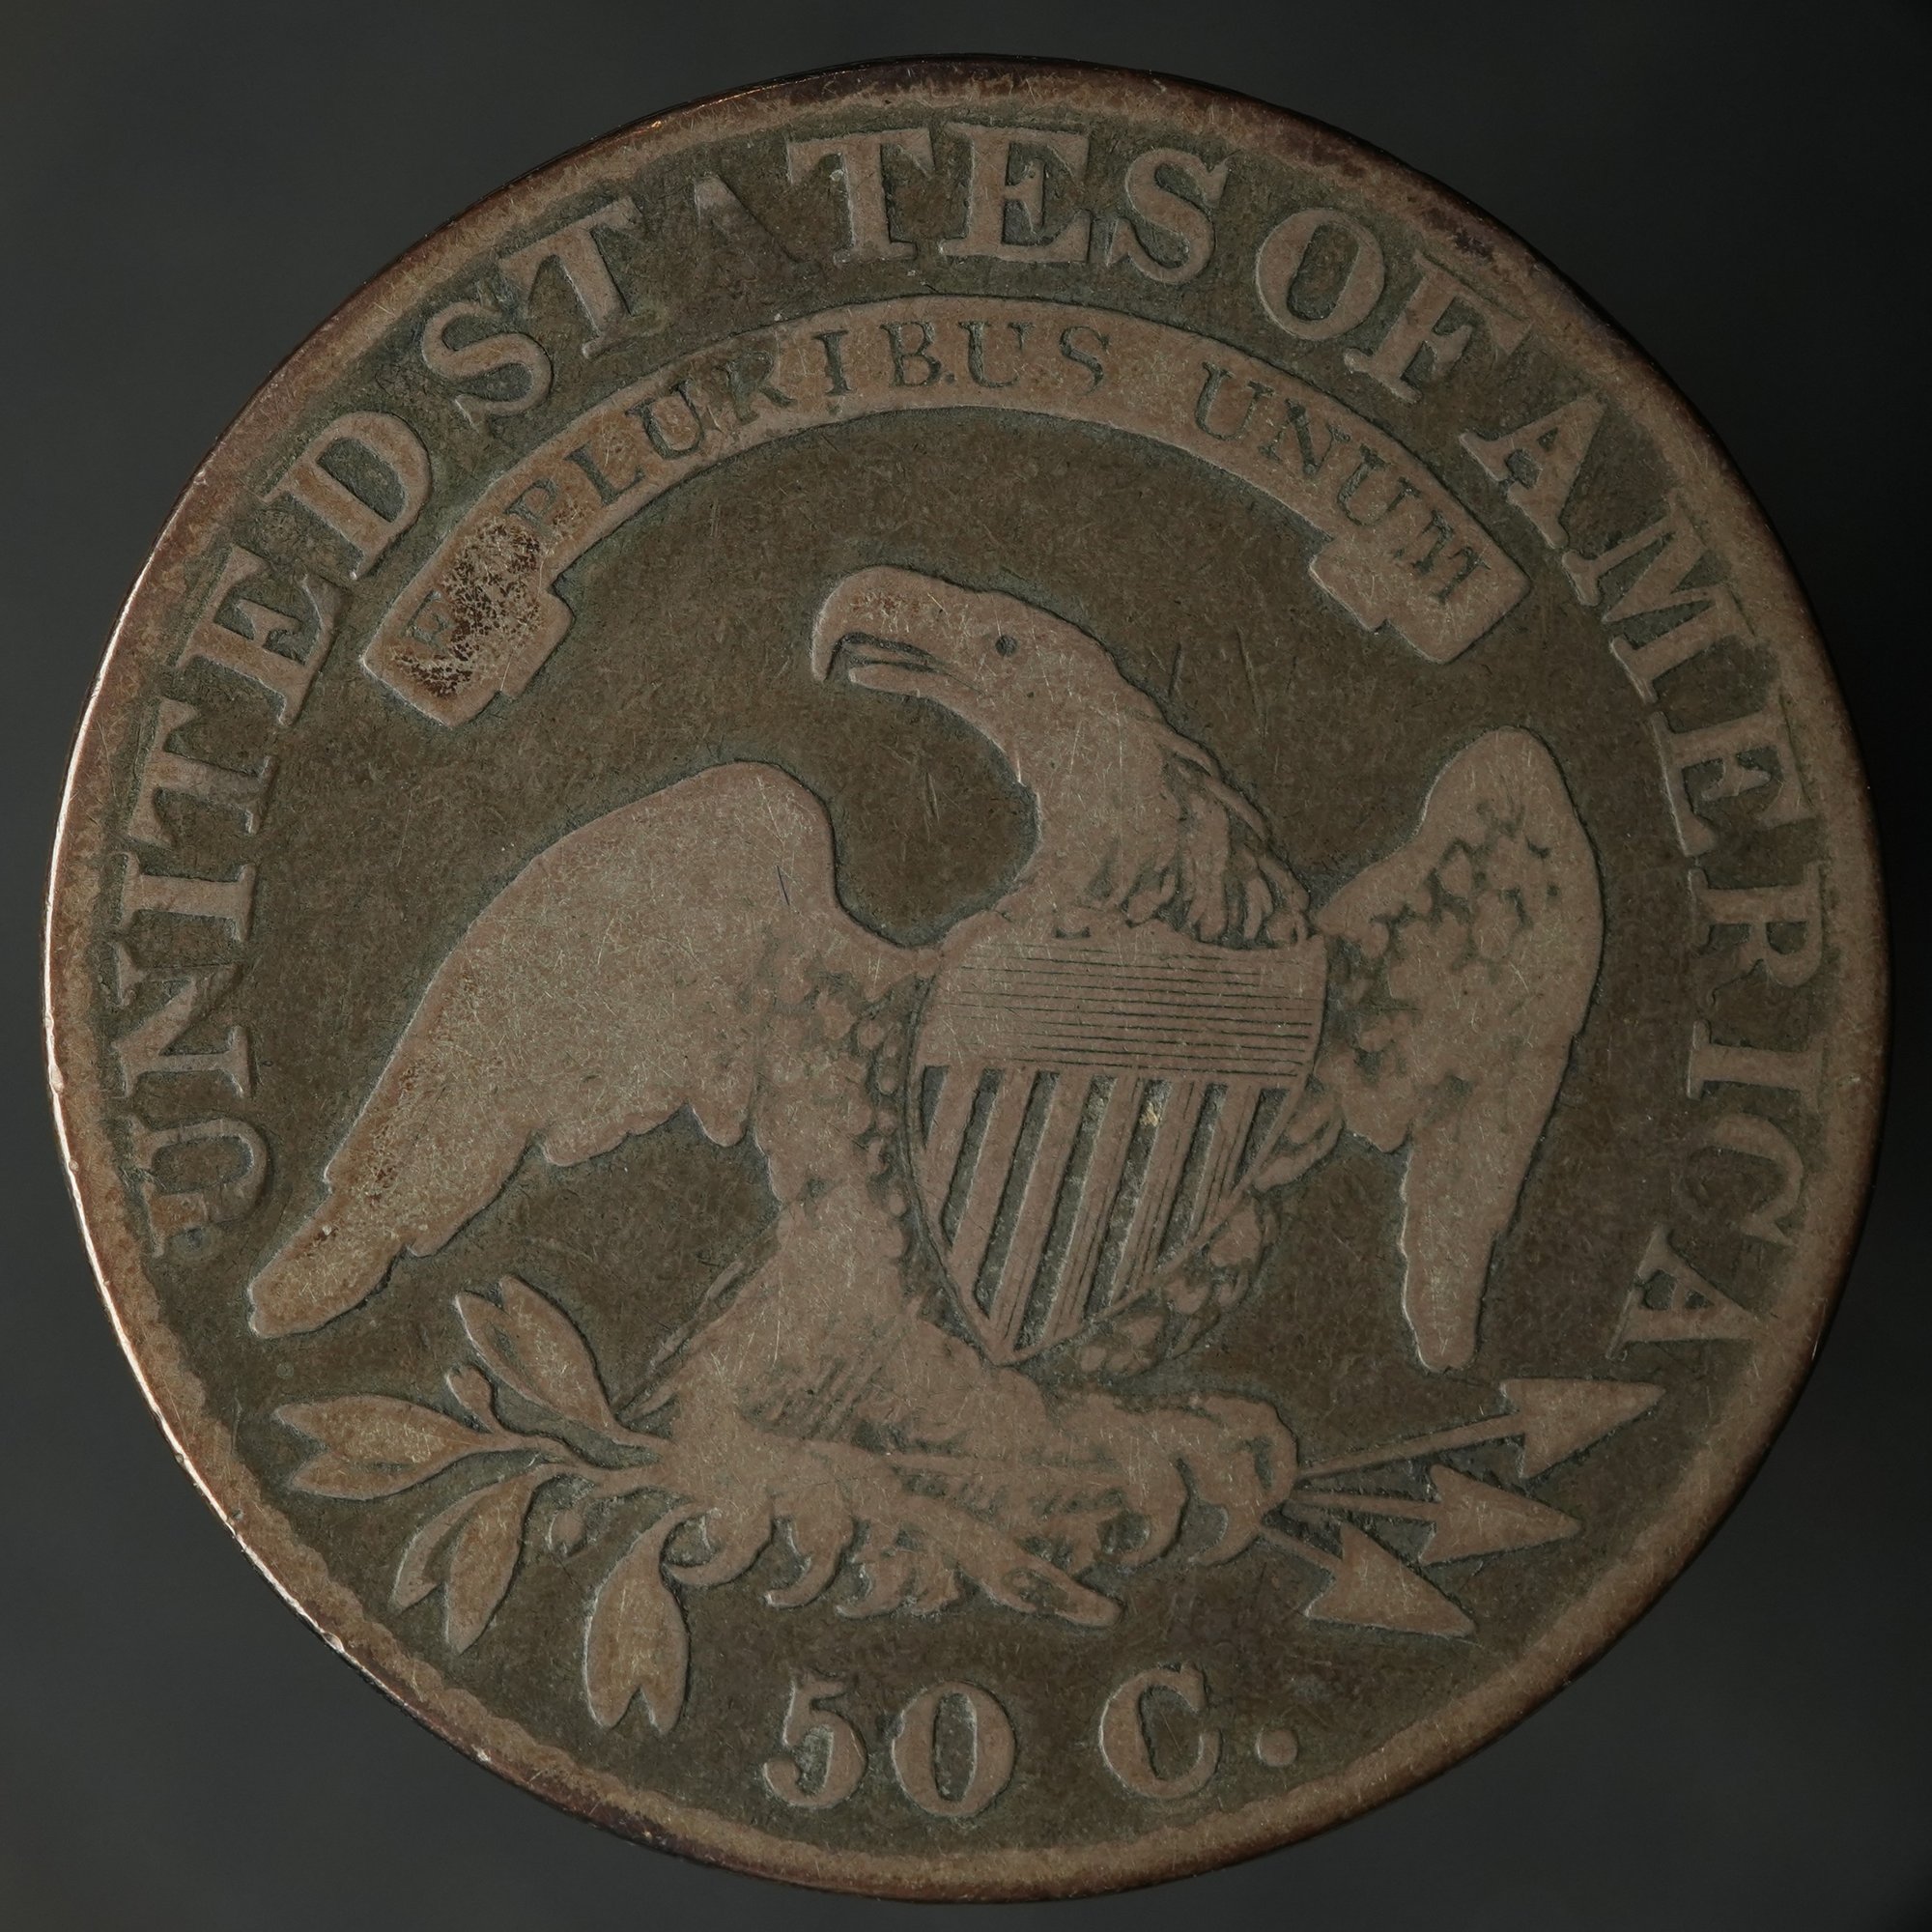 UNITED STATES OF AMERICA
E PLURIBUS UNUM
50 C.